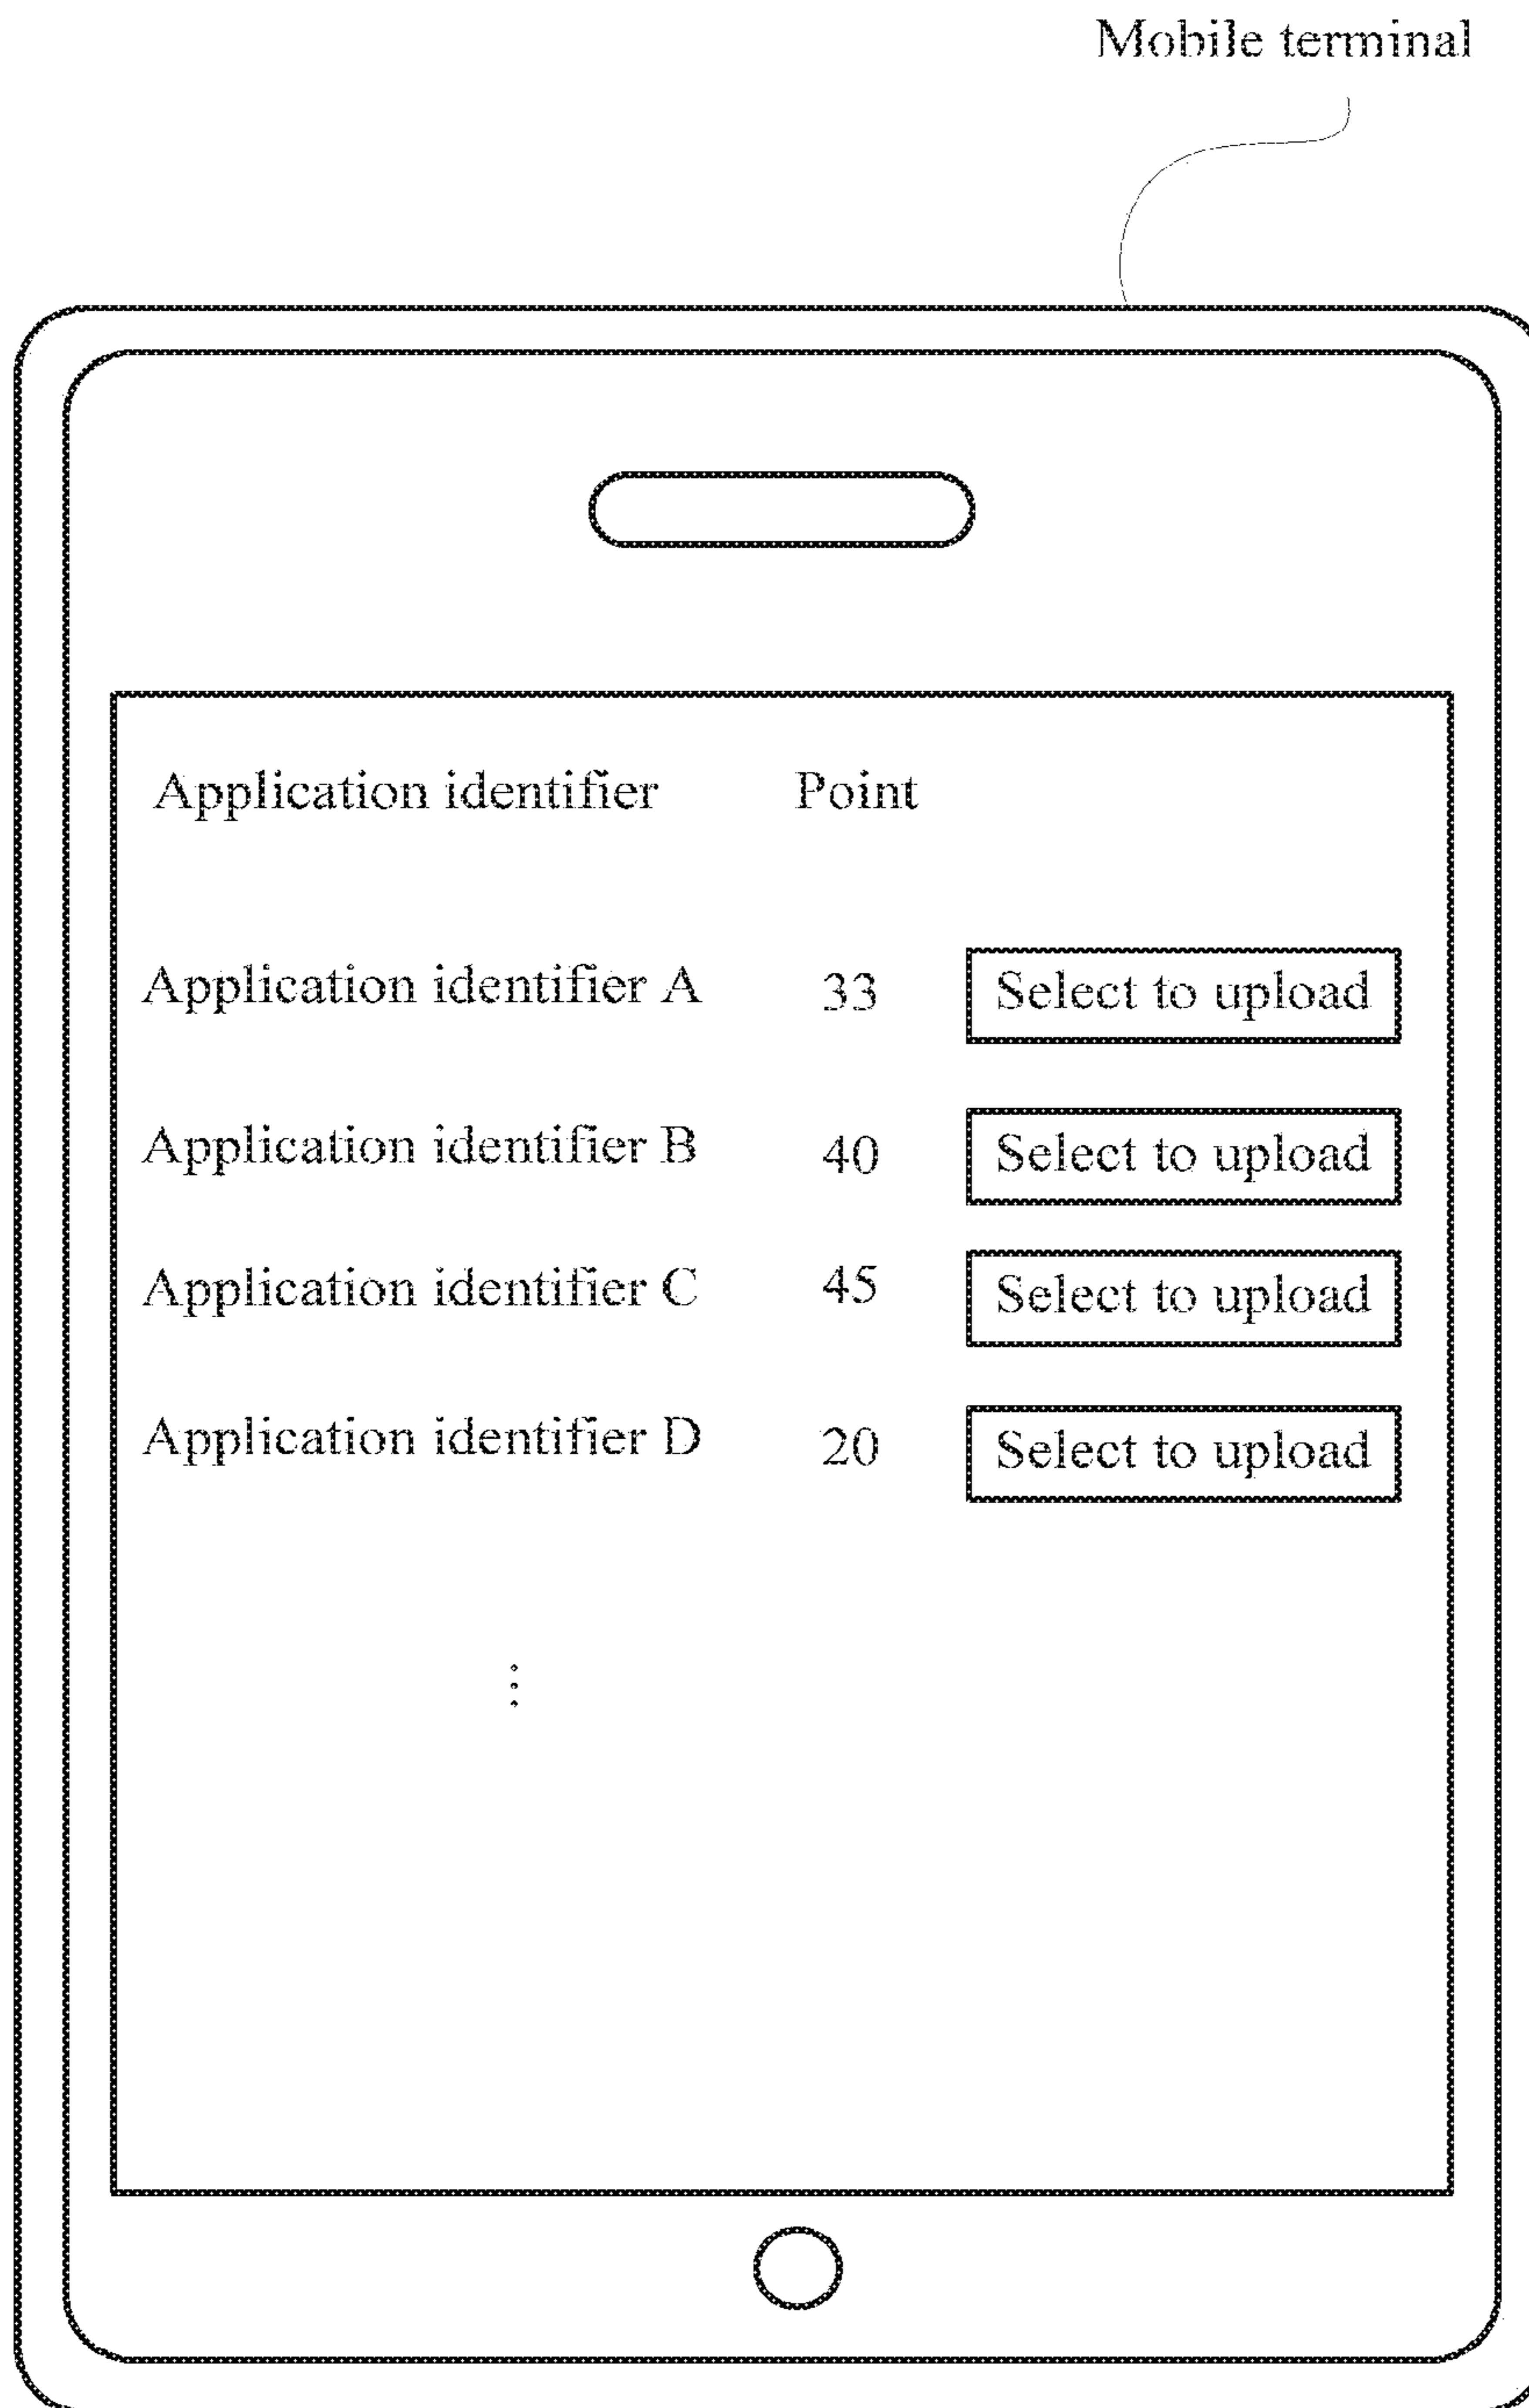 Mobile terminal
Application identifier Point
Application identifier A 33 Select to upload
Application identifier B 40 Select to upload
Application identifier C 45 Select to upload
Application identifier D 20 Select to upload
⋮